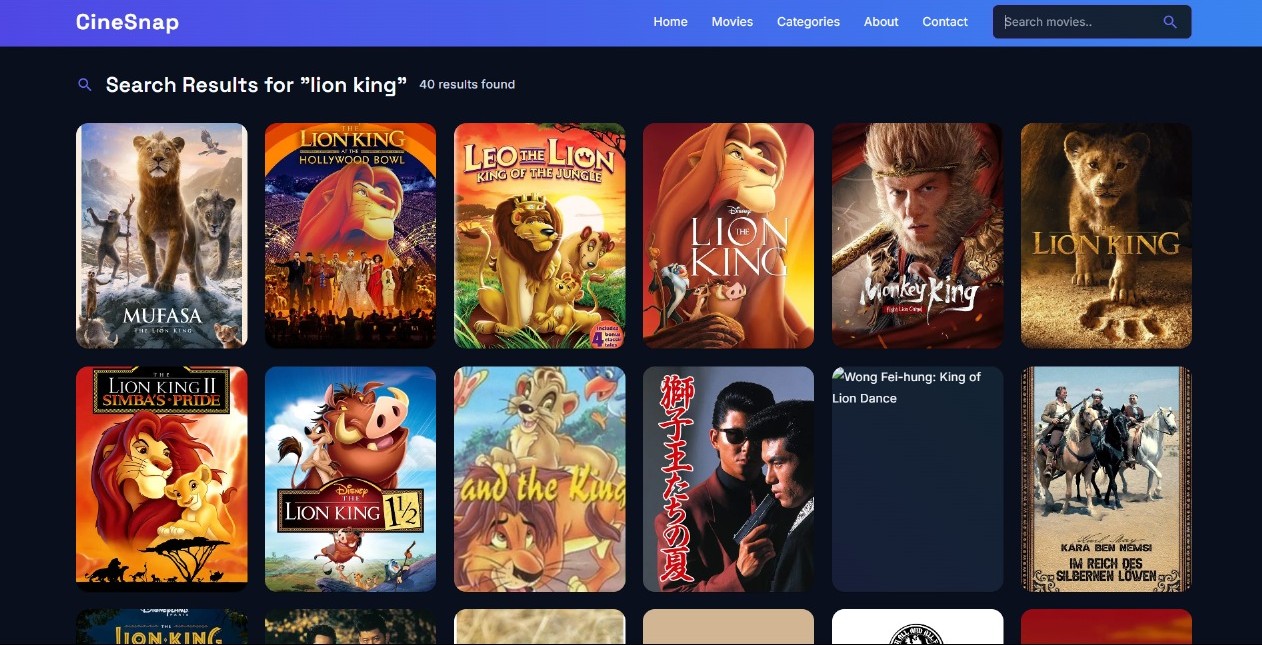 CineSnap
Home
Movies
Categories
About
Contact
Search movies..
Search Results for ”lion king”
40 results found
MUFASA
THE LION KING
THE
LION KING
AT THE
HOLLYWOOD BOWL
LEO THE LION
KING OF THE JUNGLE
Includes
4 bonus
classic
tales
Disney
THE
LION
KING
Monkey King
THE
LION KING
THE
LION KING II
SIMBA'S PRIDE
Disney
THE
LION KING 1½
and the King
獅子王たちの夏
Wong Fei-hung: King of
Lion Dance
Karl May
KARA BEN NEMSI
IM REICH DES
SILBERNEN LÖWEN
DISNEYLAND
PARIS
THE
LION KING